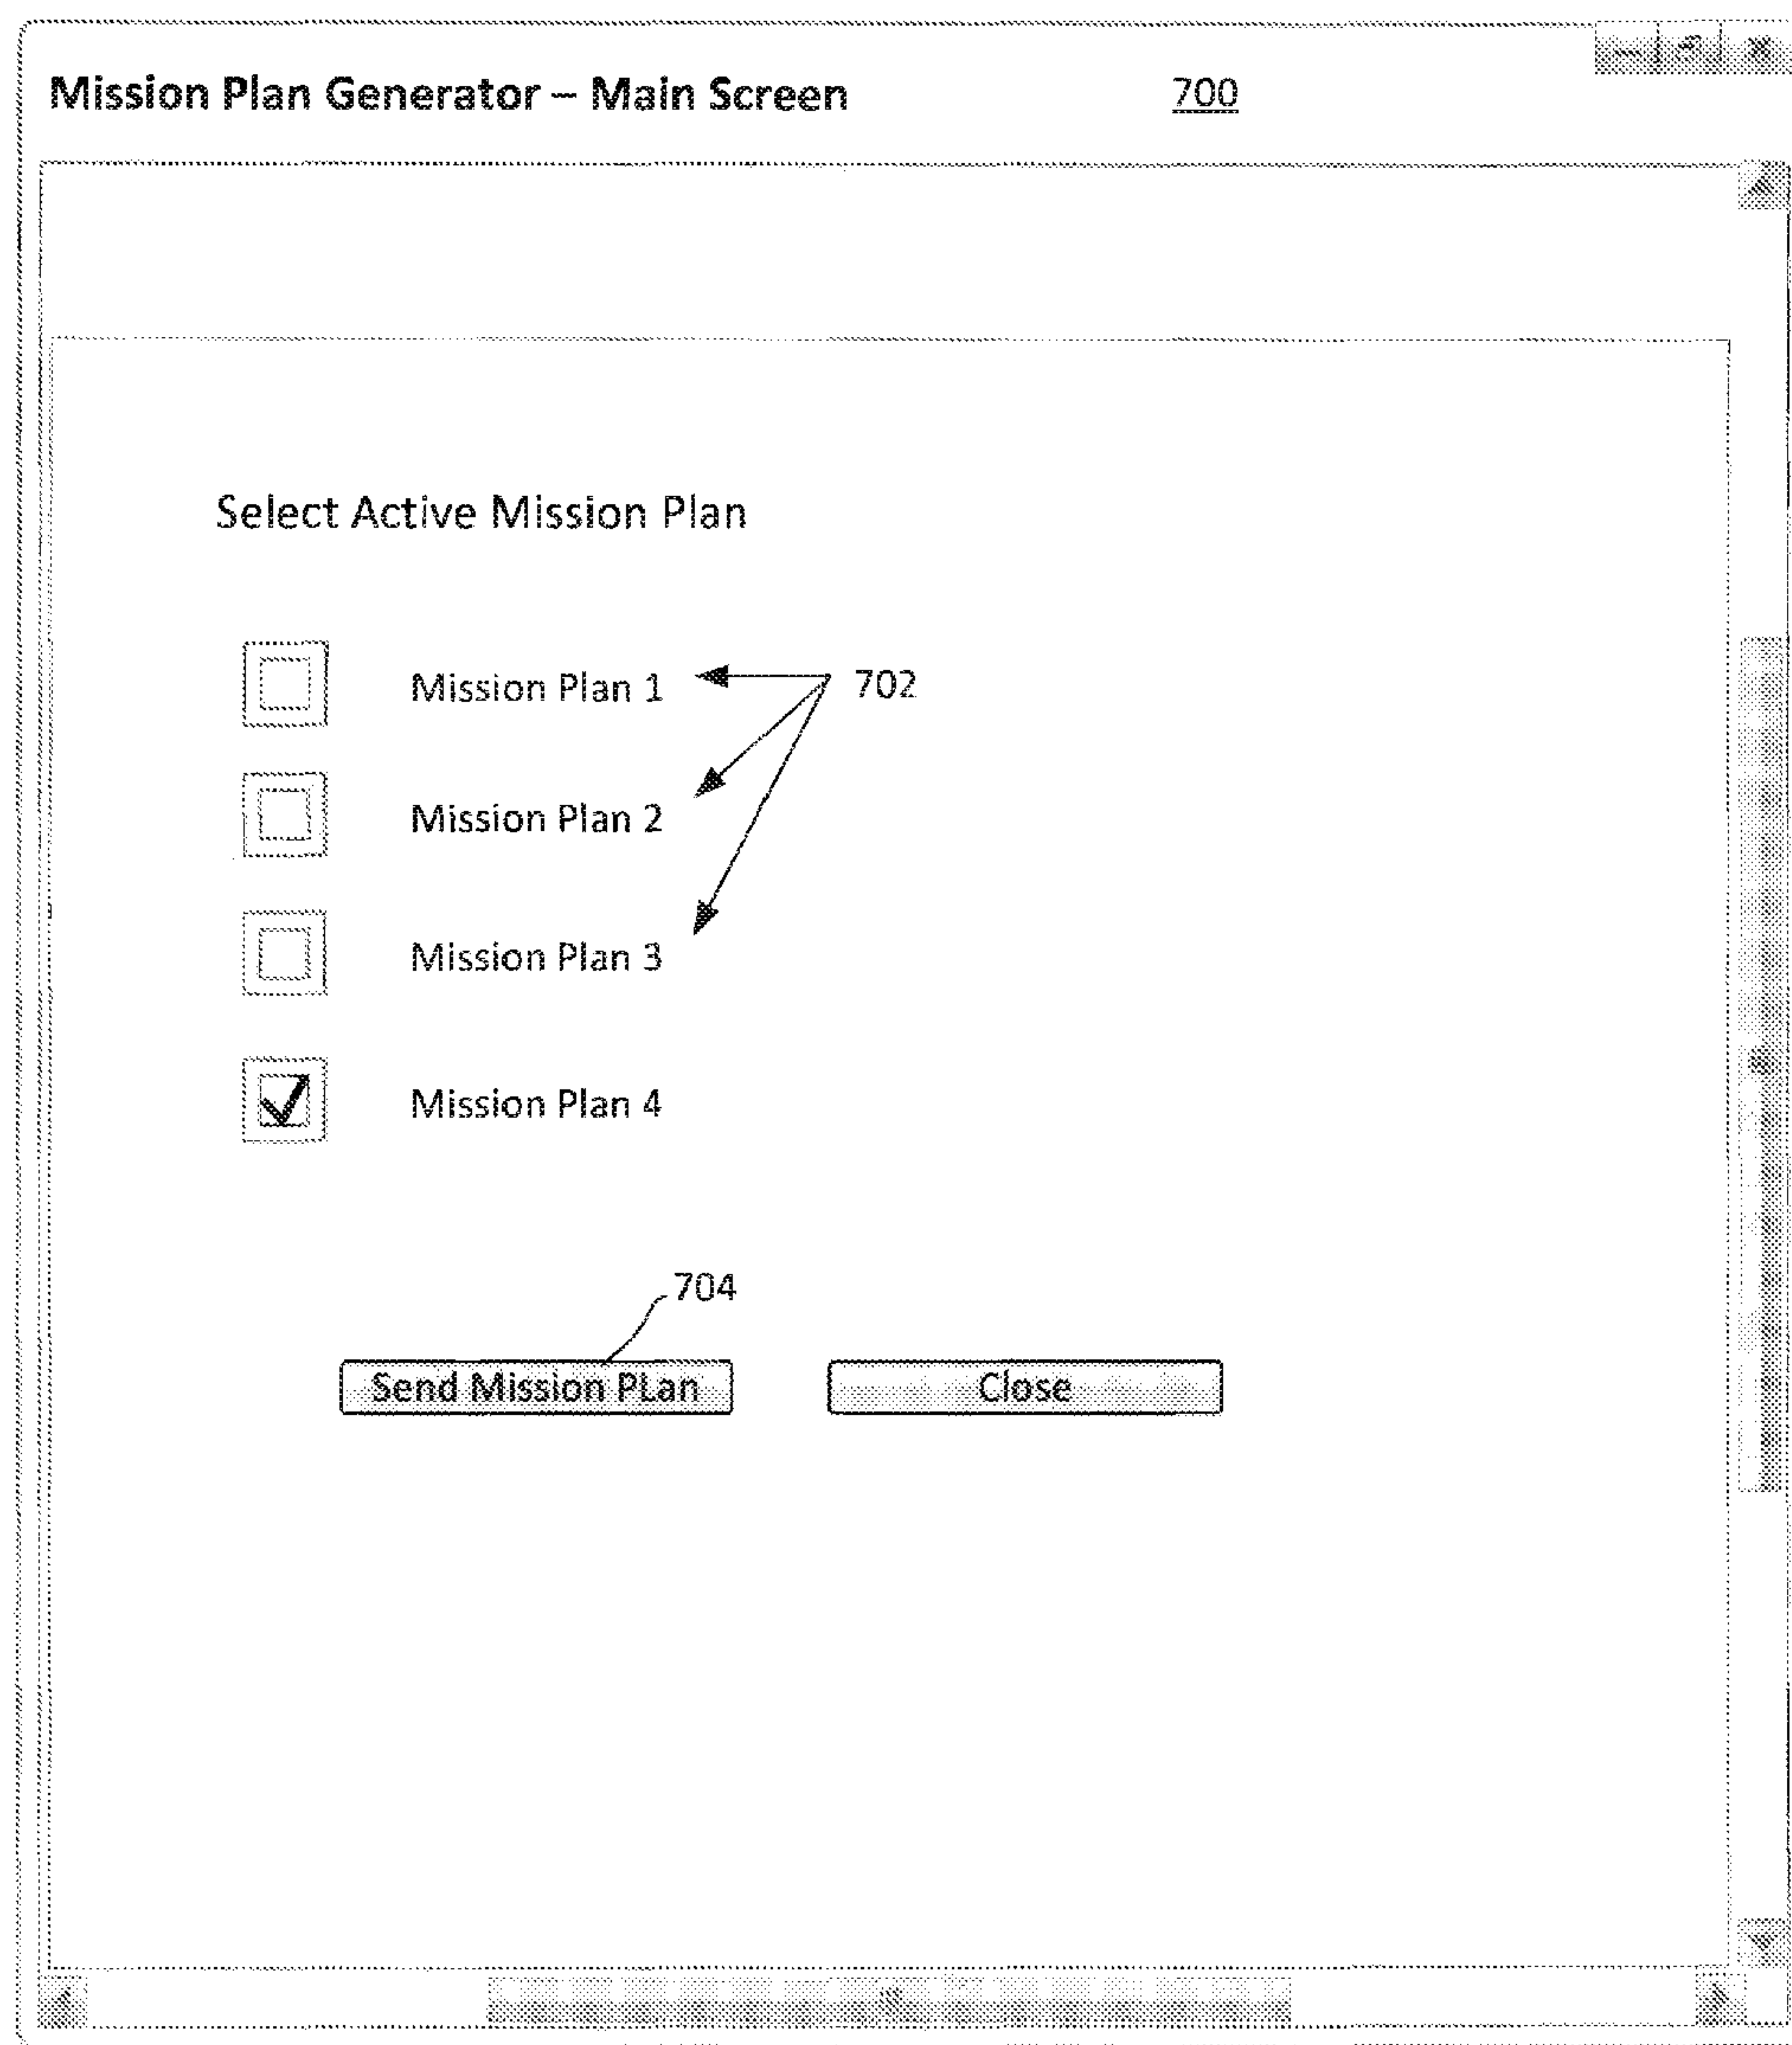 Mission Plan Generator – Main Screen 700
Select Active Mission Plan
Mission Plan 1 702
Mission Plan 2
Mission Plan 3
Mission Plan 4
704
Send Mission PLan Close